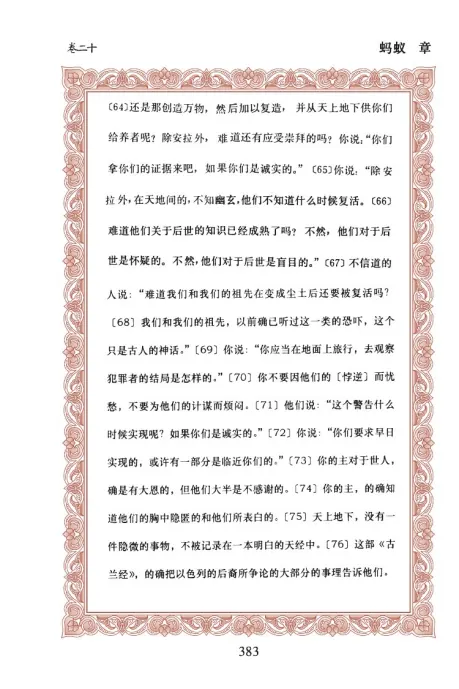 卷二十
蚂蚁 章
〔64〕还是那创造万物，然后加以复造，并从天上地下供你们
给养者呢？除安拉外，难道还有应受崇拜的吗？你说：“你们
拿你们的证据来吧，如果你们是诚实的。”〔65〕你说：“除安
拉外，在天地间的，不知幽玄，他们不知道什么时候复活。〔66〕
难道他们关于后世的知识已经成熟了吗？不然，他们对于后
世是怀疑的。不然，他们对于后世是盲目的。”〔67〕不信道的
人说：“难道我们和我们的祖先在变成尘土后还要被复活吗？
〔68〕我们和我们的祖先，以前确已听过这一类的恐吓，这个
只是古人的神话。”〔69〕你说：“你应当在地面上旅行，去观察
犯罪者的结局是怎样的。”〔70〕你不要因他们的〔悖逆〕而忧
愁，不要为他们的计谋而烦闷。〔71〕他们说：“这个警告什么
时候实现呢？如果你们是诚实的。”〔72〕你说：“你们要求早日
实现的，或许有一部分是临近你们的。”〔73〕你的主对于世人，
确是有大恩的，但他们大半是不感谢的。〔74〕你的主，的确知
道他们的胸中隐匿的和他们所表白的。〔75〕天上地下，没有一
件隐微的事物，不被记录在一本明白的天经中。〔76〕这部《古
兰经》，的确把以色列的后裔所争论的大部分的事理告诉他们。
383